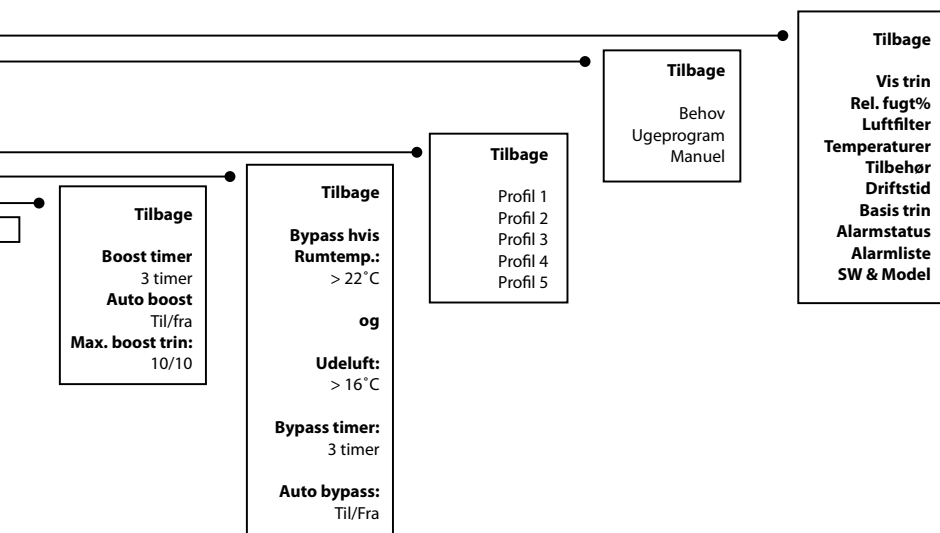 Tilbage
Boost timer
3 timer
Auto boost
Til/fra
Max. boost trin:
10/10
Tilbage
Bypass hvis
Rumtemp.:
> 22˚C
og
Udeluft:
> 16˚C
Bypass timer:
3 timer
Auto bypass:
Til/Fra
Tilbage
Profil 1
Profil 2
Profil 3
Profil 4
Profil 5
Tilbage
Behov
Ugeprogram
Manuel
Tilbage
Vis trin
Rel. fugt%
Luftfilter
Temperaturer
Tilbehør
Driftstid
Basis trin
Alarmstatus
Alarmliste
SW & Model